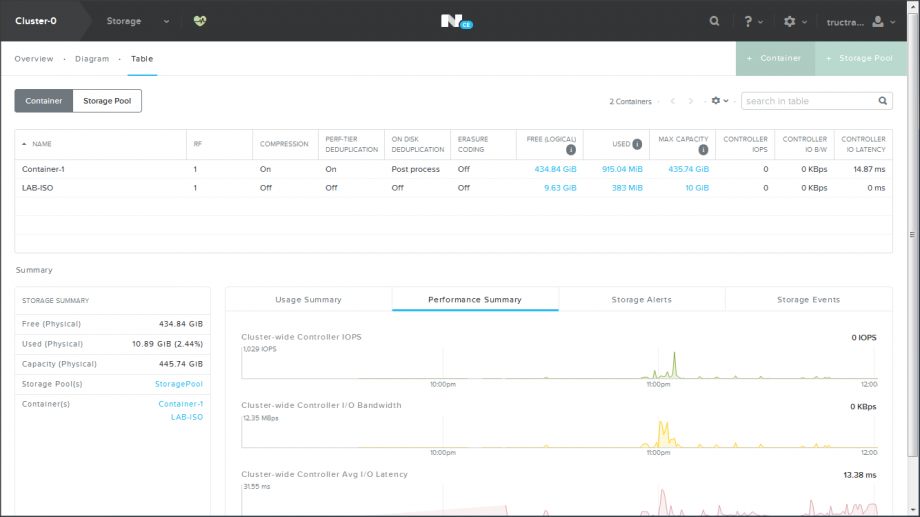 Cluster-0 Storage N CE ? tructra...
Overview · Diagram · Table + Container + Storage Pool
Container Storage Pool 2 Containers · < > · · search in table
NAME RF COMPRESSION PERF-TIER DEDUPLICATION ON DISK DEDUPLICATION ERASURE CODING FREE (LOGICAL) USED MAX CAPACITY CONTROLLER IOPS CONTROLLER IO B/W CONTROLLER IO LATENCY
Container-1 1 On On Post process Off 434.84 GiB 915.04 MiB 435.74 GiB 0 0 KBps 14.87 ms
LAB-ISO 1 Off Off Off Off 9.63 GiB 383 MiB 10 GiB 0 0 KBps 0 ms
Summary
STORAGE SUMMARY
Free (Physical) 434.84 GiB
Used (Physical) 10.89 GiB (2.44%)
Capacity (Physical) 445.74 GiB
Storage Pool(s) StoragePool
Container(s) Container-1
LAB-ISO
Usage Summary Performance Summary Storage Alerts Storage Events
Cluster-wide Controller IOPS 0 IOPS
1,029 IOPS
10:00pm 11:00pm 12:00
Cluster-wide Controller I/O Bandwidth 0 KBps
12.35 MBps
10:00pm 11:00pm 12:00
Cluster-wide Controller Avg I/O Latency 13.38 ms
31.55 ms